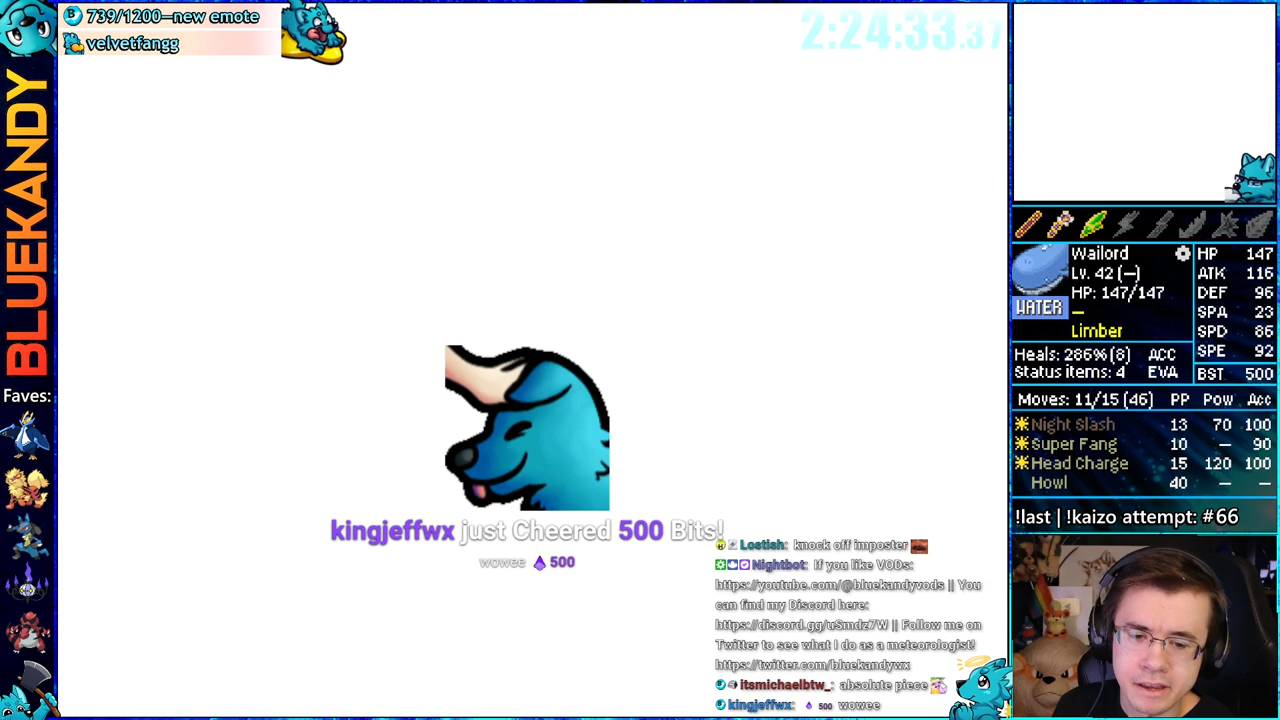 739/1200–new emote
velvetfangg
2:24:33.37
BLUEKANDY
Faves:
kingjeffwx just Cheered 500 Bits!
wowee 500
Lostish: knock off imposter
Nightbot: If you like VODs:
https://youtube.com/@bluekandyvods || You
can find my Discord here:
https://discord.gg/uSmdz7W || Follow me on
Twitter to see what I do as a meteorologist!
https://twitter.com/bluekandywx
itsmichaelbtw_: absolute piece
kingjeffwx: 500 wowee
Wailord
Lv. 42 (—)
HP: 147/147
—
WATER
Limber
HP 147
ATK 116
DEF 96
SPA 23
SPD 86
SPE 92
BST 500
Heals: 286% (8) ACC
Status items: 4 EVA
Moves: 11/15 (46) PP Pow Acc
Night Slash 13 70 100
Super Fang 10 — 90
Head Charge 15 120 100
Howl 40 — —
!last | !kaizo attempt: #66